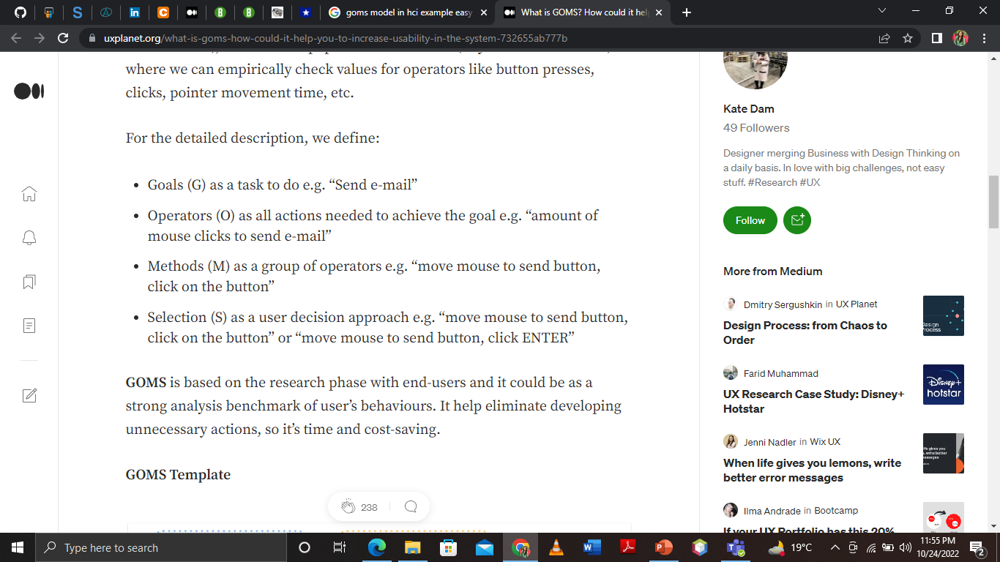 goms model in hci example easy
What is GOMS? How could it hel
uxplanet.org/what-is-goms-how-could-it-help-you-to-increase-usability-in-the-system-732655ab777b
where we can empirically check values for operators like button presses,
clicks, pointer movement time, etc.
For the detailed description, we define:
• Goals (G) as a task to do e.g. “Send e-mail”
• Operators (O) as all actions needed to achieve the goal e.g. “amount of
mouse clicks to send e-mail”
• Methods (M) as a group of operators e.g. “move mouse to send button,
click on the button”
• Selection (S) as a user decision approach e.g. “move mouse to send button,
click on the button” or “move mouse to send button, click ENTER”
GOMS is based on the research phase with end-users and it could be as a
strong analysis benchmark of user’s behaviours. It help eliminate developing
unnecessary actions, so it’s time and cost-saving.
GOMS Template
238
Kate Dam
49 Followers
Designer merging Business with Design Thinking on
a daily basis. In love with big challenges, not easy
stuff. #Research #UX
Follow
More from Medium
Dmitry Sergushkin in UX Planet
Design Process: from Chaos to
Order
Design
Process
Farid Muhammad
UX Research Case Study: Disney+
Hotstar
Disney+
hotstar
Jenni Nadler in Wix UX
When life gives you lemons, write
better error messages
Ilma Andrade in Bootcamp
If your UX Portfolio has this 20%
Type here to search
19°C
11:55 PM
10/24/2022
2